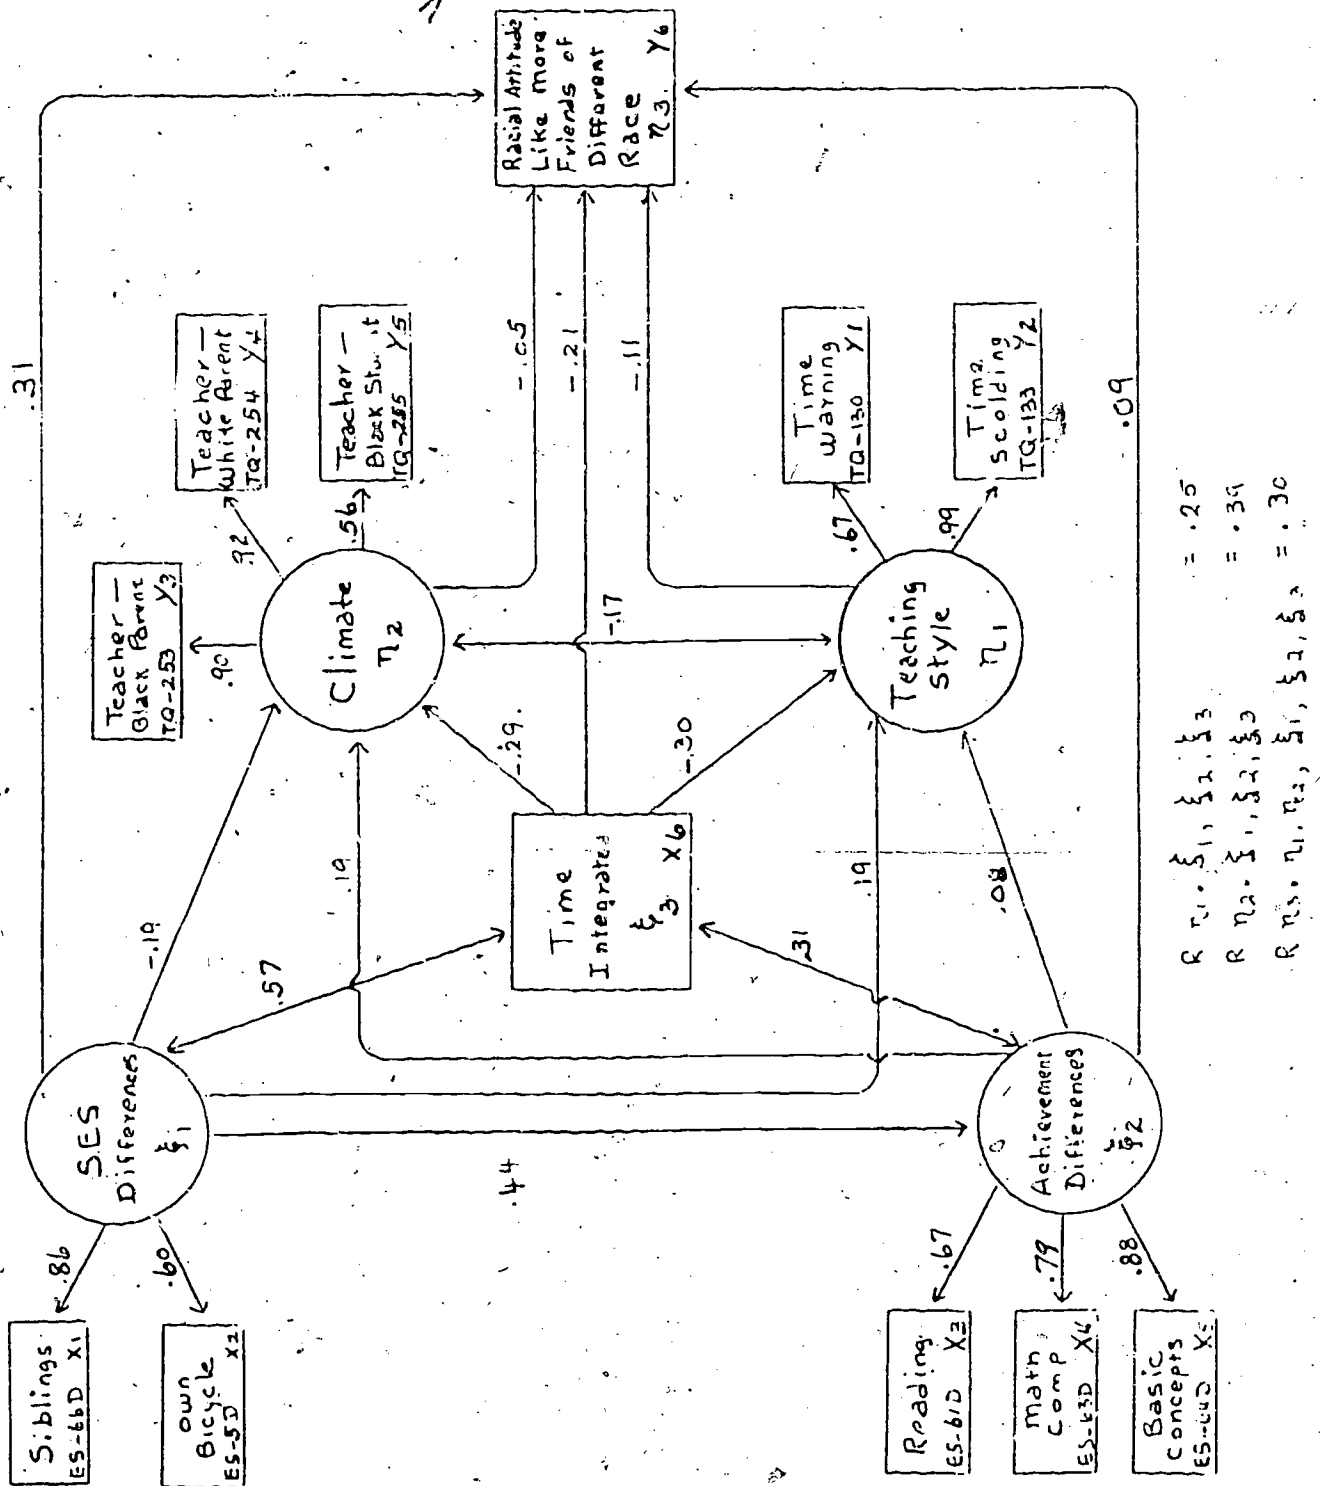 Siblings
ES-66D X1
own
Bicycle
ES-5D X2
.86
.60
SES
Differences
ξ1
.31
-.19
.57
.44
.19
Teacher —
Black Parent
TQ-253 Y3
.90
Teacher —
White Parent
TQ-254 Y4
.92
Teacher —
Black
TQ-255 Y5
.56
Climate
η2
-.05
-.21
-.11
-.17
Racial Attitude
Like more
Friends of
Different
Race
η3. Y6
Time
Integrated
ξ3 X6
-.29.
-.30
.31
.19
.08
Teaching
Style
η1
.67
.99
Time
Warning
TQ-130 Y1
Time
Scolding
TQ-133 Y2
.09
Reading
ES-61D X3
Math
Comp
ES-63D X4
Basic
Concepts
.67
.79
.88
Achievement
Differences
ξ2
R η1. ξ1, ξ2, ξ3 = .25
R η2. ξ1, ξ2, ξ3 = .39
R η3. η1, η2, ξ1, ξ2, ξ3 = .30